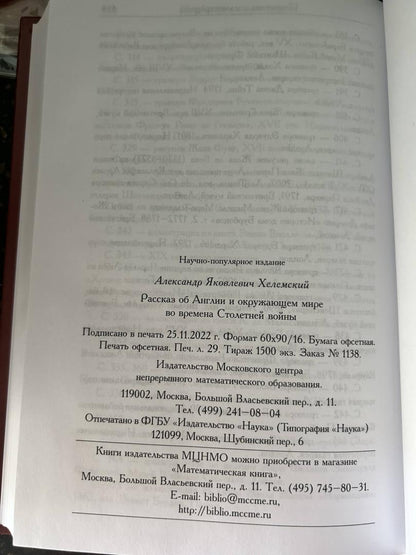 Научно-популярное издание
Александр Яковлевич Хелемский
Рассказ об Англии и окружающем мире
во времена Столетней войны
Подписано в печать 25.11.2022 г. Формат 60х90/16. Бумага офсетная.
Печать офсетная. Печ. л. 29. Тираж 1500 экз. Заказ № 1138.
Издательство Московского центра
непрерывного математического образования.
119002, Москва, Большой Власьевский пер., д. 11.
Тел. (499) 241–08–04
Отпечатано в ФГБУ «Издательство «Наука» (Типография «Наука»)
121099, Москва, Шубинский пер., 6
Книги издательства МЦНМО можно приобрести в магазине
«Математическая книга»,
Москва, Большой Власьевский пер., д. 11. Тел. (495) 745–80–31.
E-mail: biblio@mccme.ru,
http://biblio.mccme.ru